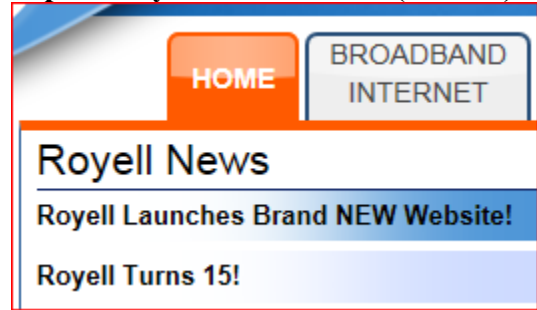 HOME
BROADBAND
INTERNET
Royell News
Royell Launches Brand NEW Website!
Royell Turns 15!